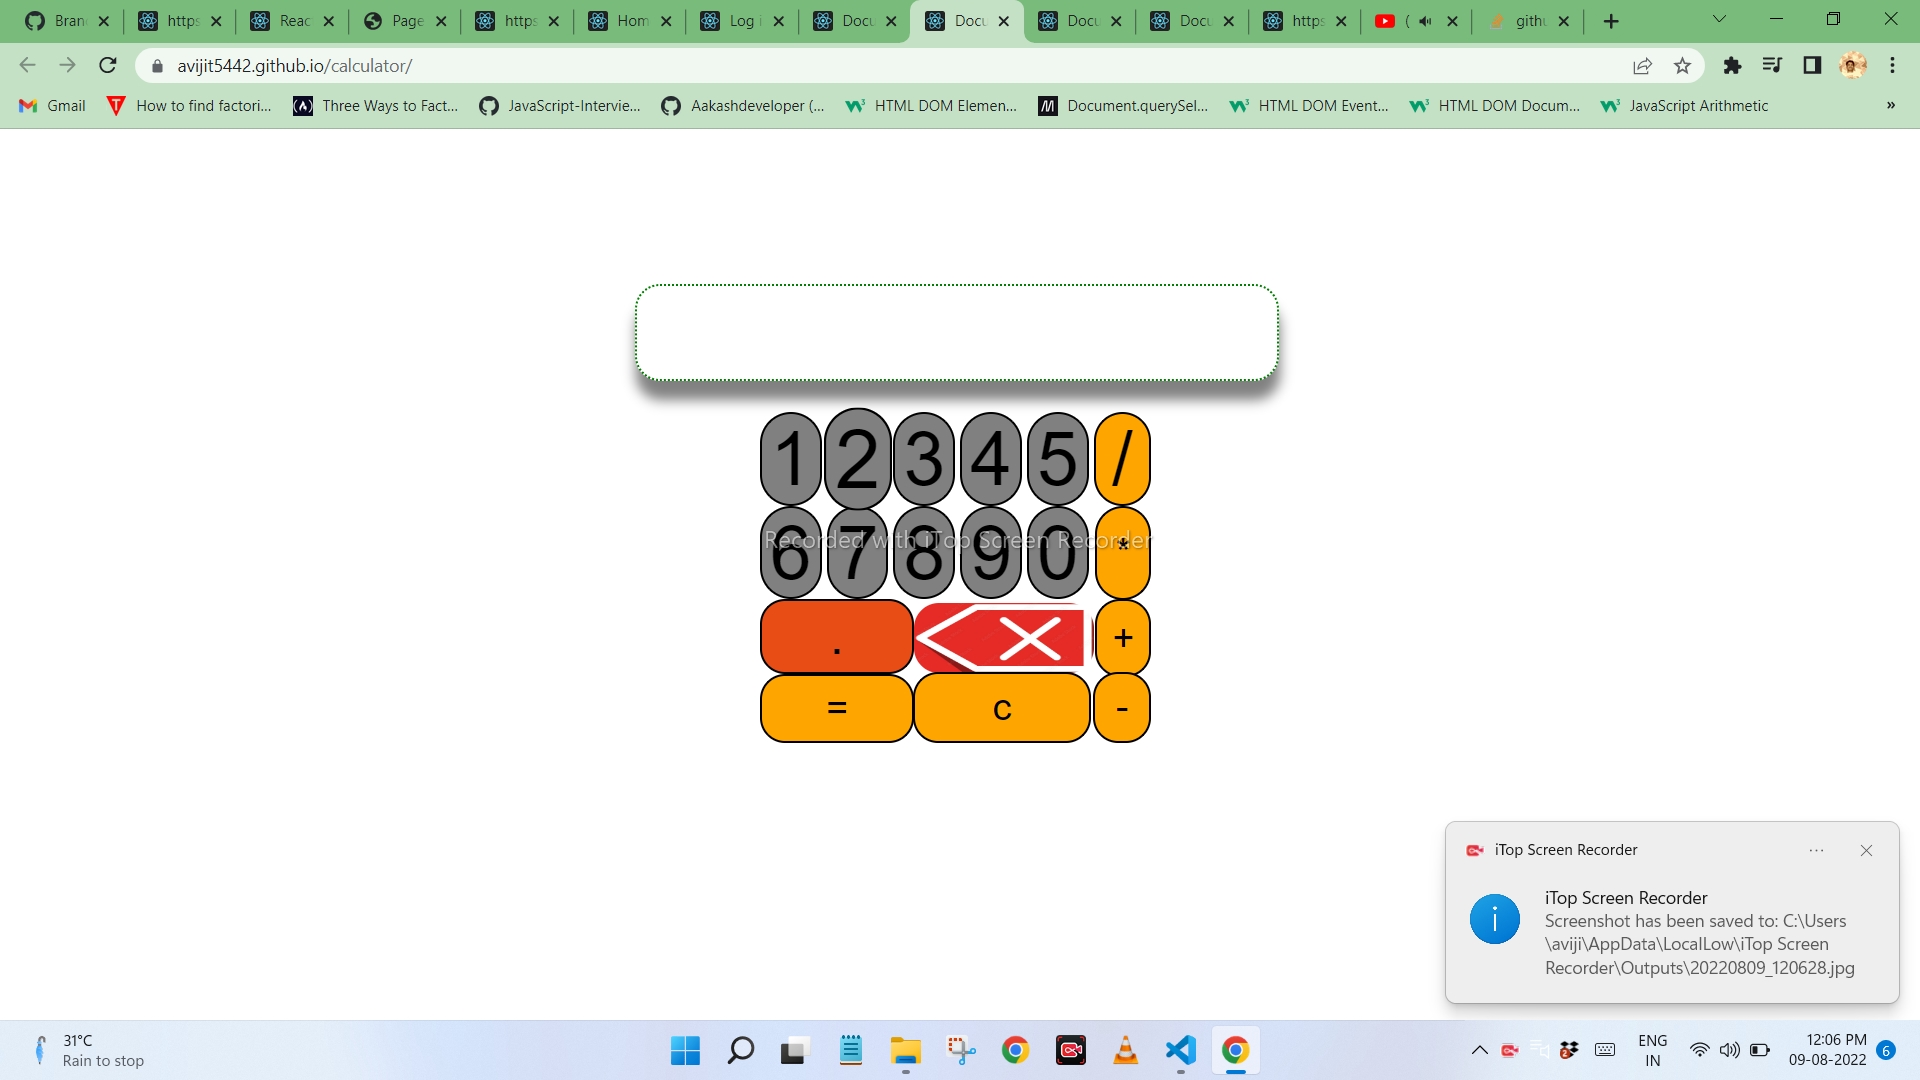 Bran
https
Reac
Page
https
Hom
Log i
Docu
Docu
Docu
Docu
https
(
githu
avijit5442.github.io/calculator/
Gmail
How to find factori...
Three Ways to Fact...
JavaScript-Intervie...
Aakashdeveloper (...
HTML DOM Elemen...
Document.querySel...
HTML DOM Event...
HTML DOM Docum...
JavaScript Arithmetic
»
1 2 3 4 5 /
6 7 8 9 0 *
Recorded with iTop Screen Recorder
. +
= c -
iTop Screen Recorder
iTop Screen Recorder
Screenshot has been saved to: C:\Users
\aviji\AppData\LocalLow\iTop Screen
Recorder\Outputs\20220809_120628.jpg
31°C
Rain to stop
2
ENG
IN
12:06 PM
09-08-2022
6